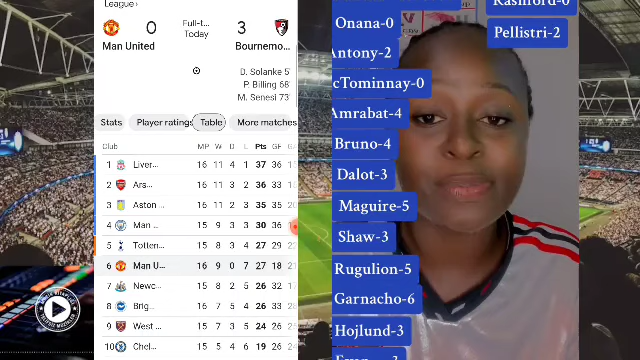 League ›
0 Full-t... 3
Today
Man United Bournemo...
D. Solanke 5'
P. Billing 68'
M. Senesi 73'
Stats Player ratings Table More matches
Club MP W D L Pts GF
1 Liver... 16 11 4 1 37 36
2 Ars... 16 11 3 2 36 33
3 Aston ... 16 11 2 3 35 35
4 Man ... 15 9 3 3 30 36
5 Totten... 15 8 3 4 27 29
6 Man U... 16 9 0 7 27 18 21
7 Newc... 15 8 2 5 26 32
8 Brig... 16 7 5 4 26 33
9 West ... 15 7 3 5 24 26
10 Chel... 15 5 4 6 19 26
Rashford-0
Onana-0
Pellistri-2
Antony-2
cTominnay-0
Amrabat-4
Bruno-4
Dalot-3
Maguire-5
Shaw-3
Rugulion-5
Garnacho-6
Hojlund-3